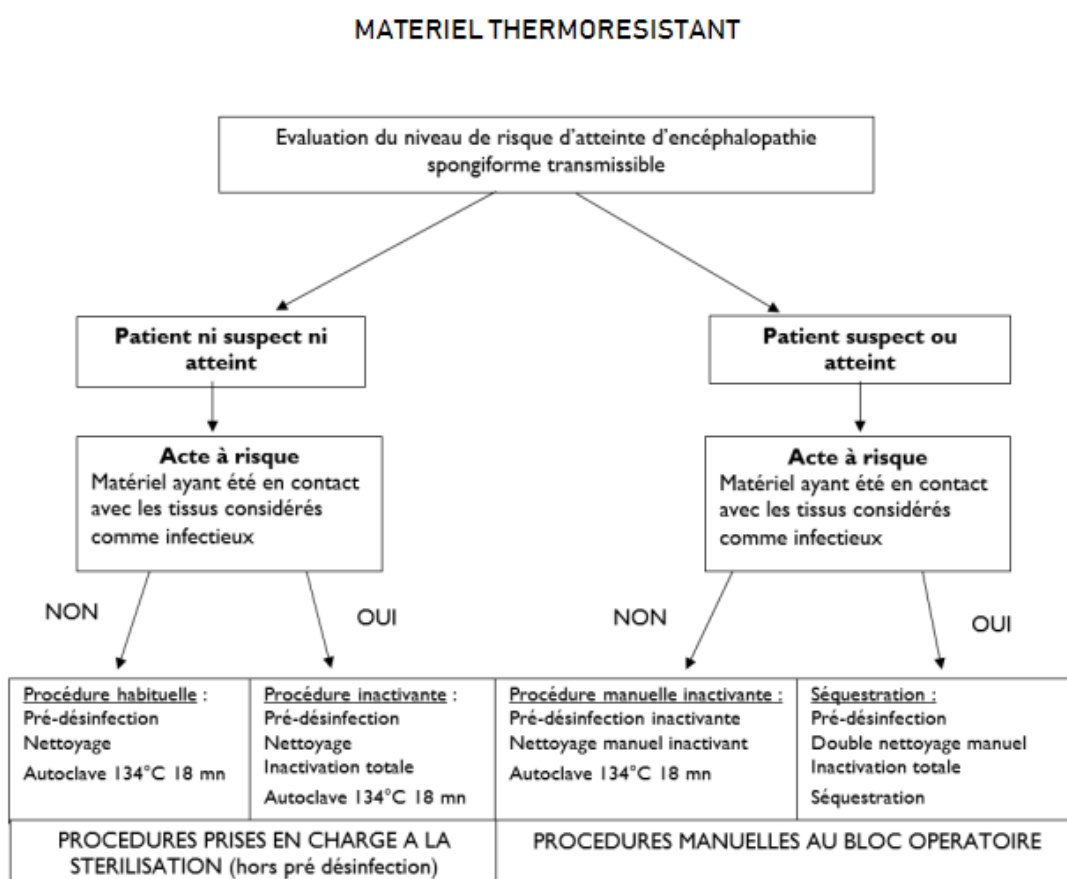 MATERIEL THERMORESISTANT
Evaluation du niveau de risque d'atteinte d'encéphalopathie
spongiforme transmissible
Patient ni suspect ni
atteint
Patient suspect ou
atteint
Acte à risque
Matériel ayant été en contact
avec les tissus considérés
comme infectieux
Acte à risque
Matériel ayant été en contact
avec les tissus considérés
comme infectieux
NON
OUI
NON
OUI
Procédure habituelle :
Pré-désinfection
Nettoyage
Autoclave 134°C 18 mn
Procédure inactivante :
Pré-désinfection
Nettoyage
Inactivation totale
Autoclave 134°C 18 mn
Procédure manuelle inactivante :
Pré-désinfection inactivante
Nettoyage manuel inactivant
Autoclave 134°C 18 mn
Séquestration :
Pré-désinfection
Double nettoyage manuel
Inactivation totale
Séquestration
PROCEDURES PRISES EN CHARGE A LA
STERILISATION (hors pré désinfection)
PROCEDURES MANUELLES AU BLOC OPERATOIRE